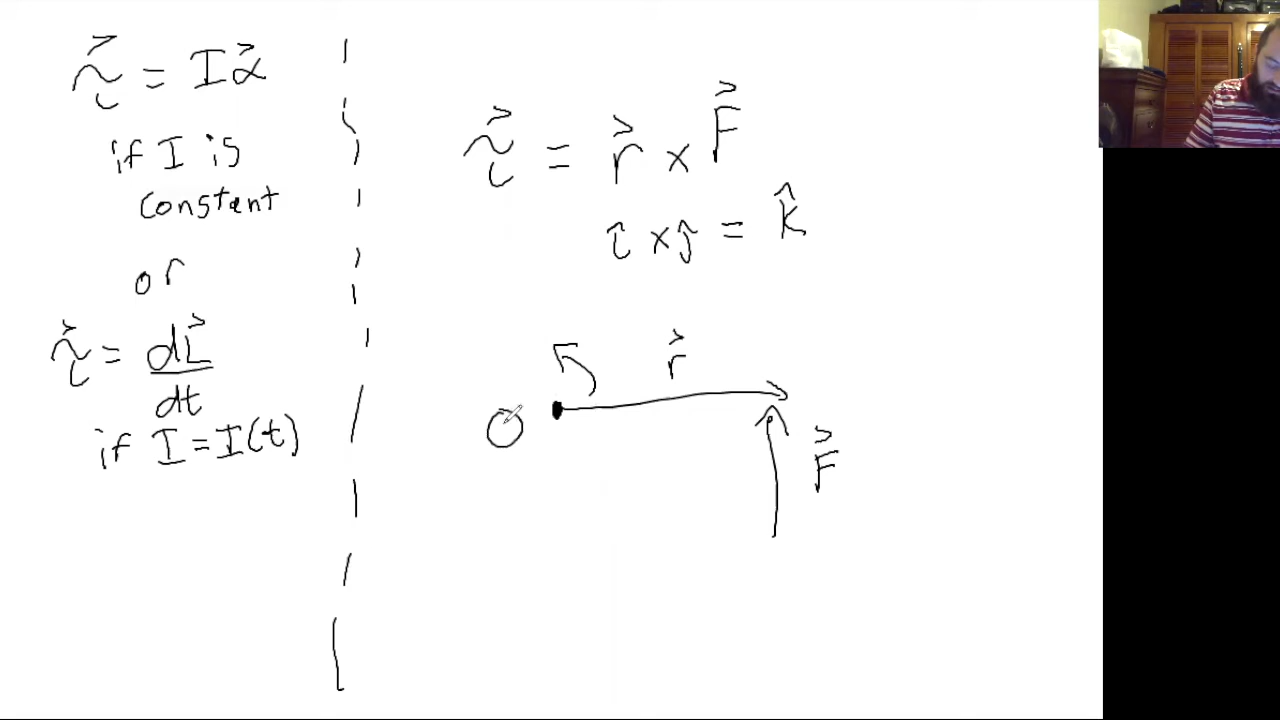 τ⃗ = Iα⃗
if I is
constant
or
τ⃗ = dL⃗/dt
if I = I(t)
τ⃗ = r⃗ × F⃗
î × ĵ = k̂
r⃗
O
F⃗